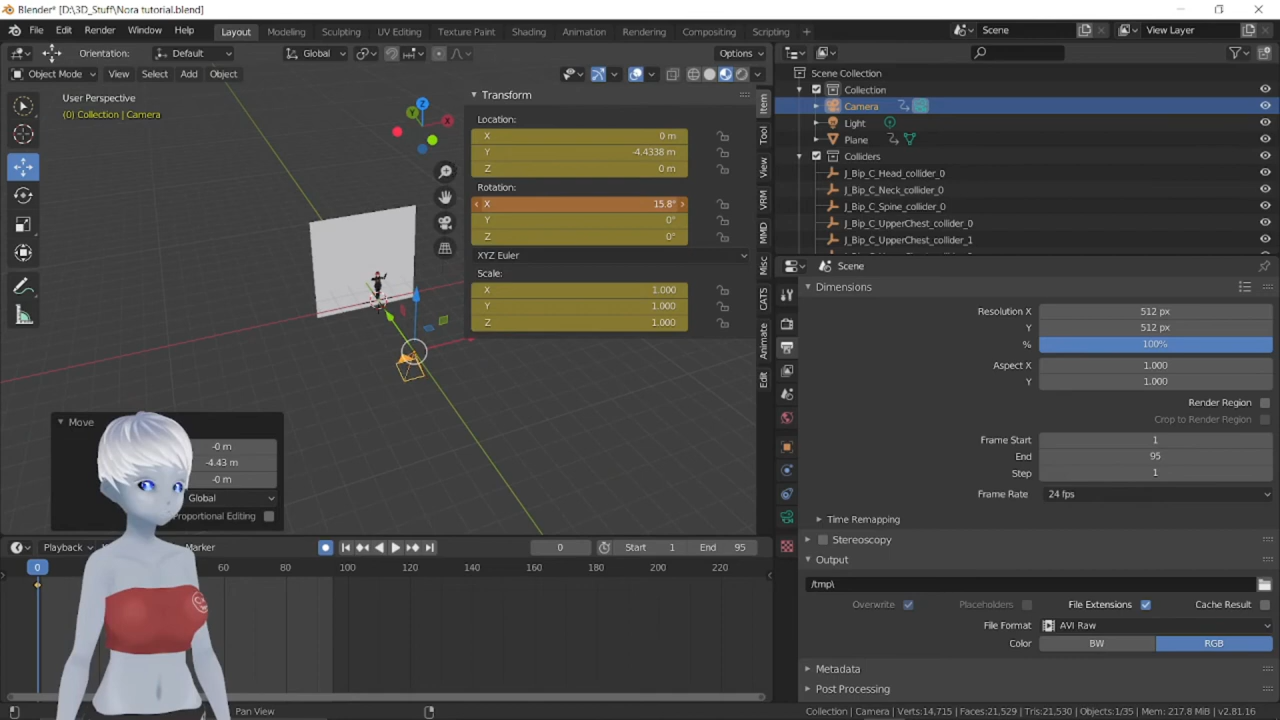 Blender* [D:\3D_Stuff\Nora tutorial.blend]
File Edit Render Window Help Layout Modeling Sculpting UV Editing Texture Paint Shading Animation Rendering Compositing Scripting Scene View Layer
Orientation: Default Global Options
Object Mode View Select Add Object
User Perspective
(0) Collection | Camera
Z
Y
X
Transform
Location:
X 0 m
Y -4.4338 m
Z 0 m
Rotation:
X 15.8°
Y 0°
Z 0°
XYZ Euler
Scale:
X 1.000
Y 1.000
Z 1.000
Item
Tool
View
VRM
MMD
Misc
CATS
Animate
Edit
Scene Collection
Collection
Camera
Light
Plane
Colliders
J_Bip_C_Head_collider_0
J_Bip_C_Neck_collider_0
J_Bip_C_Spine_collider_0
J_Bip_C_UpperChest_collider_0
J_Bip_C_UpperChest_collider_1
Scene
Dimensions
Resolution X 512 px
Y 512 px
% 100%
Aspect X 1.000
Y 1.000
Render Region
Crop to Render Region
Frame Start 1
End 95
Step 1
Frame Rate 24 fps
Time Remapping
Stereoscopy
Output
/tmp\
Overwrite Placeholders File Extensions Cache Result
File Format AVI Raw
Color BW RGB
Metadata
Post Processing
Move
-0 m
-4.43 m
-0 m
Global
Proportional Editing
Playback Marker 0 Start 1 End 95
0 60 80 100 120 140 160 180 200 220
Pan View
Collection | Camera | Verts:14,715 | Faces:21,529 | Tris:21,530 | Objects:1/35 | Mem: 217.8 MiB | v2.81.16